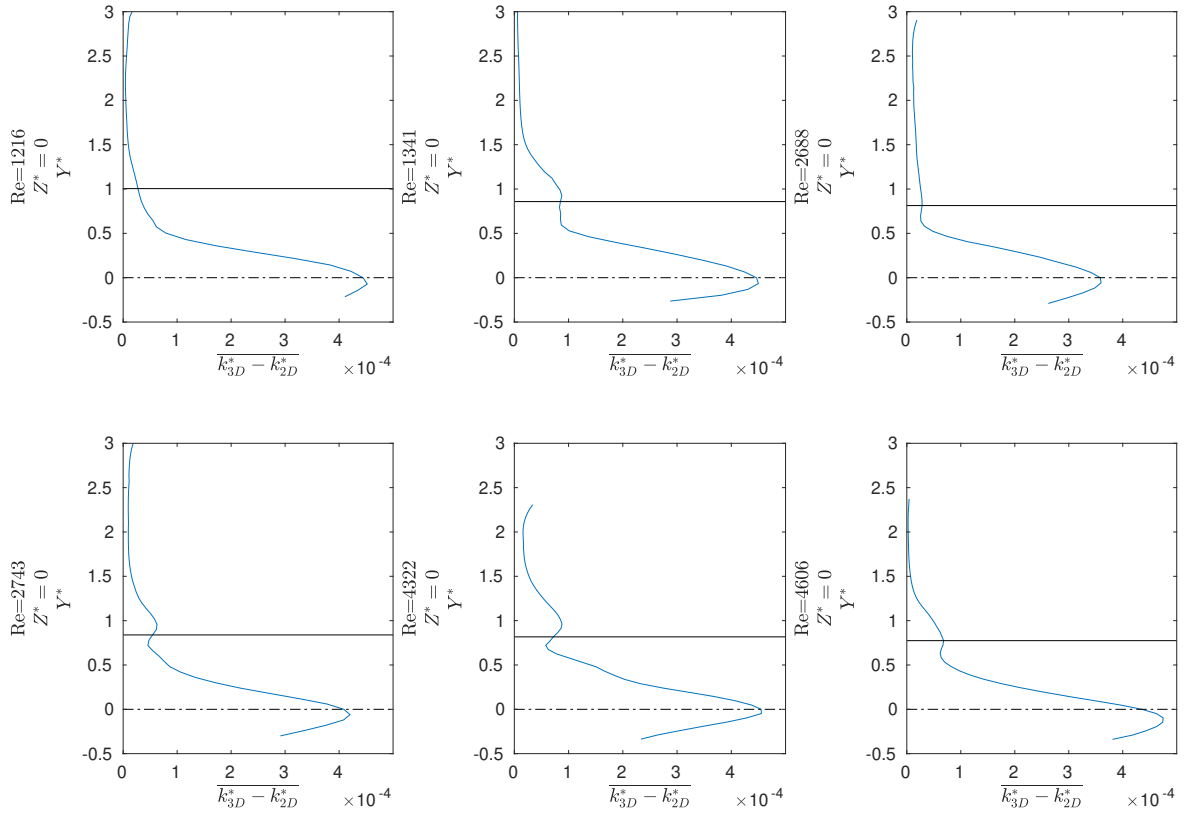 3
2.5
2
1.5
1
0.5
0
-0.5
0 1 2 3 4
×10^-4
\overline{k^*_{3D} − k^*_{2D}}
Re=1216
Z* = 0
Y*
3
2.5
2
1.5
1
0.5
0
-0.5
0 1 2 3 4
×10^-4
\overline{k^*_{3D} − k^*_{2D}}
Re=1341
Z* = 0
Y*
3
2.5
2
1.5
1
0.5
0
-0.5
0 1 2 3 4
×10^-4
\overline{k^*_{3D} − k^*_{2D}}
Re=2688
Z* = 0
Y*
3
2.5
2
1.5
1
0.5
0
-0.5
0 1 2 3 4
×10^-4
\overline{k^*_{3D} − k^*_{2D}}
Re=2743
Z* = 0
Y*
3
2.5
2
1.5
1
0.5
0
-0.5
0 1 2 3 4
×10^-4
\overline{k^*_{3D} − k^*_{2D}}
Re=4322
Z* = 0
Y*
3
2.5
2
1.5
1
0.5
0
-0.5
0 1 2 3 4
×10^-4
\overline{k^*_{3D} − k^*_{2D}}
Re=4606
Z* = 0
Y*